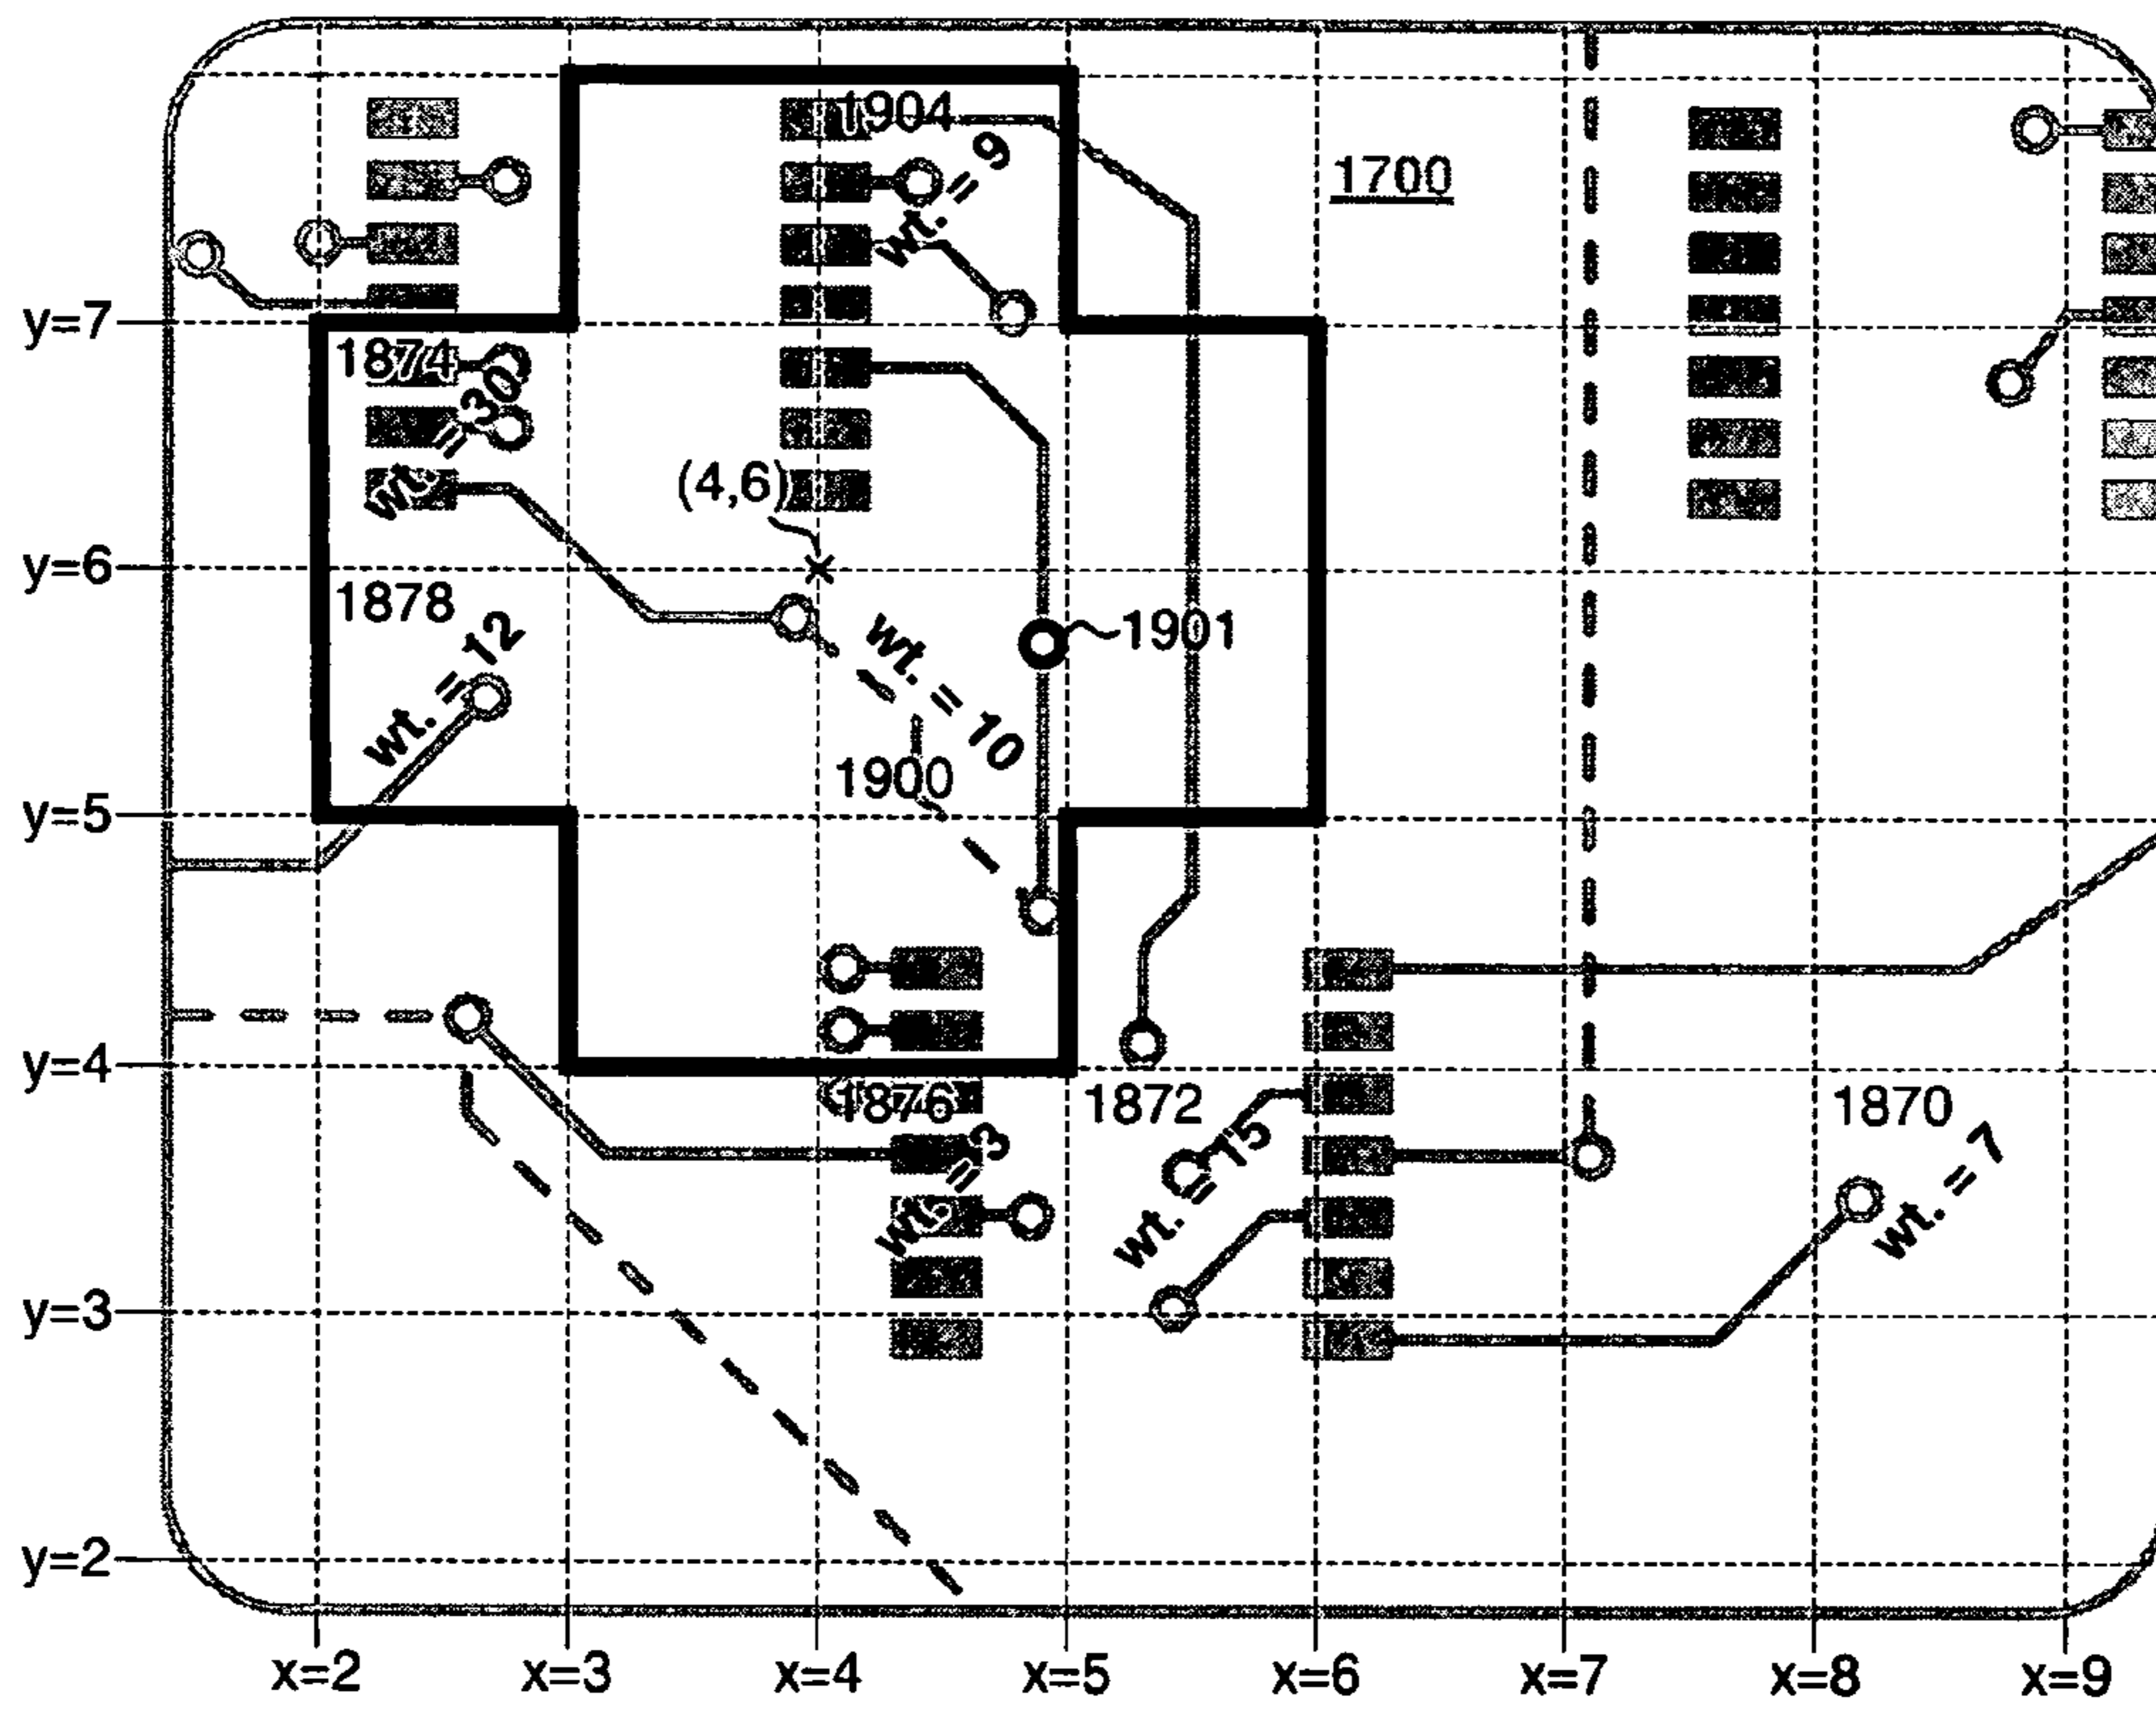 1904
wt. = 9
1700
y=7
1874
wt. = 30
(4,6)
y=6
1878
wt. = 12
1901
wt. = 10
1900
y=5
y=4
1876
wt. = 3
1872
wt. = 15
1870
wt. = 7
y=3
y=2
x=2
x=3
x=4
x=5
x=6
x=7
x=8
x=9